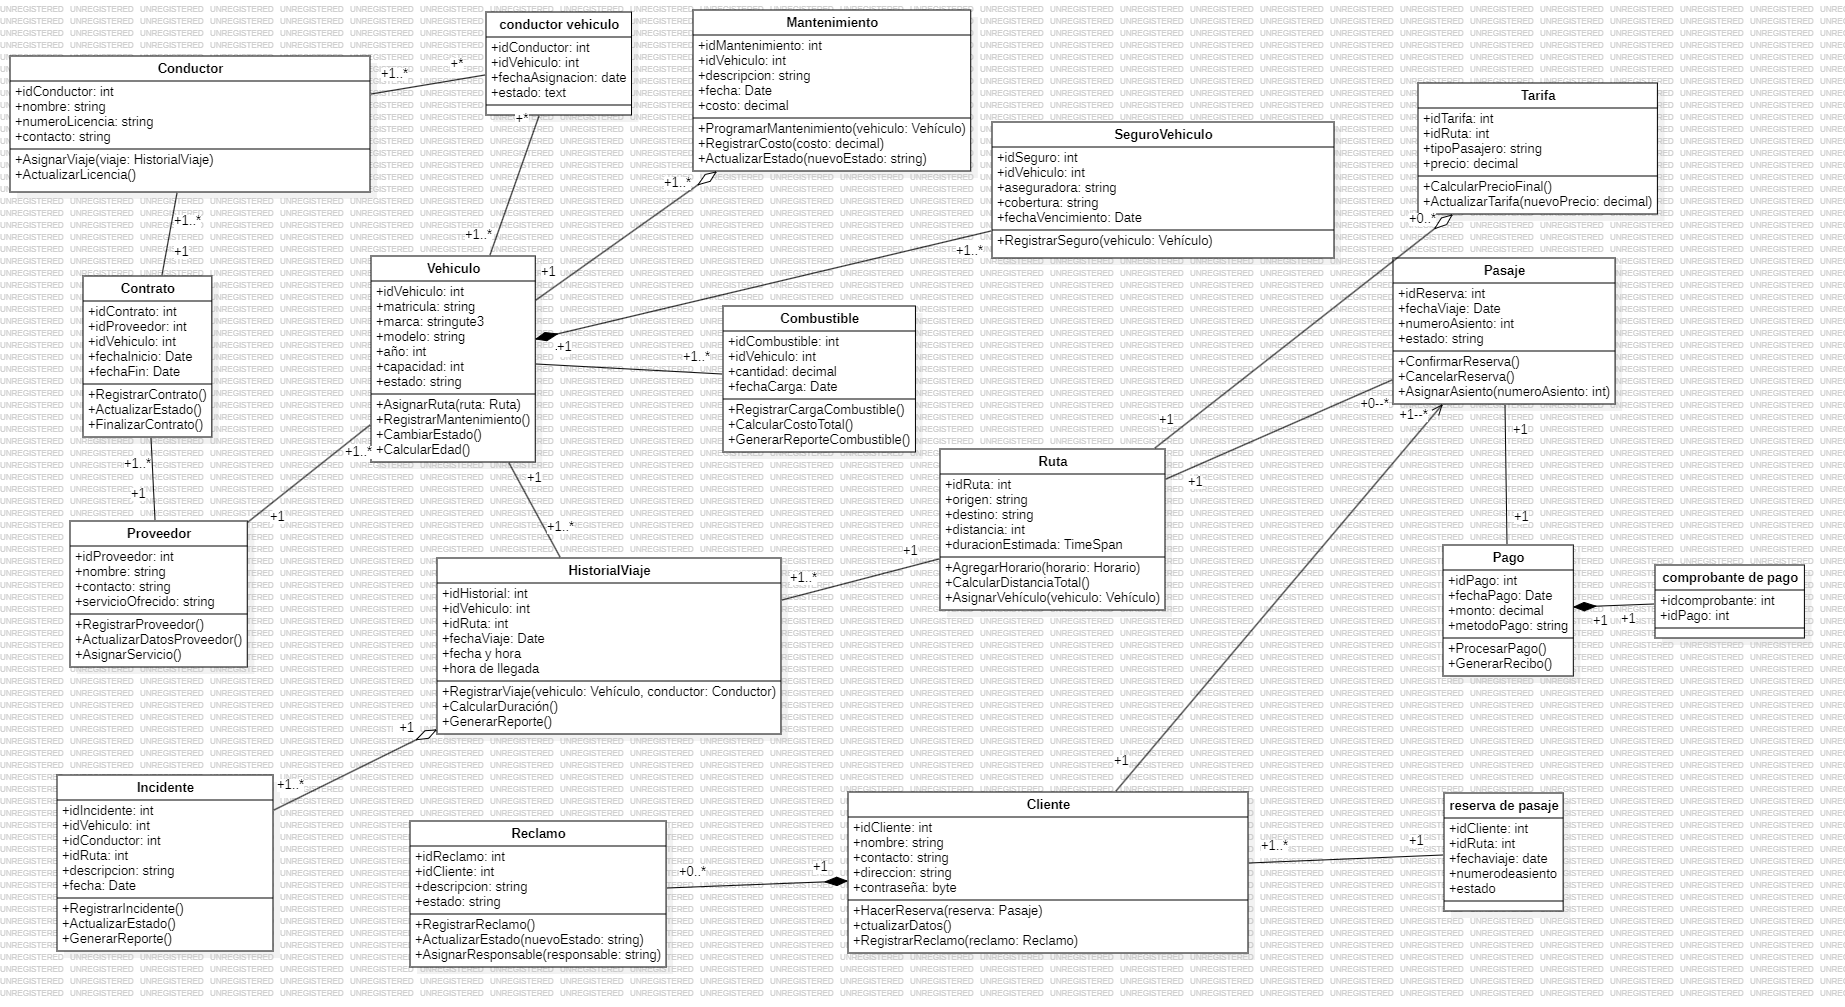 conductor vehiculo
+idConductor: int
+idVehiculo: int
+fechaAsignacion: date
+estado: text
Mantenimiento
+idMantenimiento: int
+idVehiculo: int
+descripcion: string
+fecha: Date
+costo: decimal
+ProgramarMantenimiento(vehiculo: Vehículo)
+RegistrarCosto(costo: decimal)
+ActualizarEstado(nuevoEstado: string)
Conductor
+idConductor: int
+nombre: string
+numeroLicencia: string
+contacto: string
+AsignarViaje(viaje: HistorialViaje)
+ActualizarLicencia()
+1..*
+*
+*
+1..*
+1..*
+1
SeguroVehiculo
+idSeguro: int
+idVehiculo: int
+aseguradora: string
+cobertura: string
+fechaVencimiento: Date
+RegistrarSeguro(vehiculo: Vehículo)
+1..*
+1
Tarifa
+idTarifa: int
+idRuta: int
+tipoPasajero: string
+precio: decimal
+CalcularPrecioFinal()
+ActualizarTarifa(nuevoPrecio: decimal)
+0..*
+1
+1..*
+1
Contrato
+idContrato: int
+idProveedor: int
+idVehiculo: int
+fechaInicio: Date
+fechaFin: Date
+RegistrarContrato()
+ActualizarEstado()
+FinalizarContrato()
+1..*
+1
Vehiculo
+idVehiculo: int
+matricula: string
+marca: stringute3
+modelo: string
+año: int
+capacidad: int
+estado: string
+AsignarRuta(ruta: Ruta)
+RegistrarMantenimiento()
+CambiarEstado()
+CalcularEdad()
+1..*
+1
Combustible
+idCombustible: int
+idVehiculo: int
+cantidad: decimal
+fechaCarga: Date
+RegistrarCargaCombustible()
+CalcularCostoTotal()
+GenerarReporteCombustible()
+1..*
Pasaje
+idReserva: int
+fechaViaje: Date
+numeroAsiento: int
+estado: string
+ConfirmarReserva()
+CancelarReserva()
+AsignarAsiento(numeroAsiento: int)
+0--*
+1--*
+1
+1
+1
Proveedor
+idProveedor: int
+nombre: string
+contacto: string
+servicioOfrecido: string
+RegistrarProveedor()
+ActualizarDatosProveedor()
+AsignarServicio()
+1
+1..*
HistorialViaje
+idHistorial: int
+idVehiculo: int
+idRuta: int
+fechaViaje: Date
+fecha y hora
+hora de llegada
+RegistrarViaje(vehiculo: Vehículo, conductor: Conductor)
+CalcularDuración()
+GenerarReporte()
+1..*
+1
Ruta
+idRuta: int
+origen: string
+destino: string
+distancia: int
+duracionEstimada: TimeSpan
+AgregarHorario(horario: Horario)
+CalcularDistanciaTotal()
+AsignarVehículo(vehiculo: Vehículo)
Pago
+idPago: int
+fechaPago: Date
+monto: decimal
+metodoPago: string
+ProcesarPago()
+GenerarRecibo()
+1
+1
comprobante de pago
+idcomprobante: int
+idPago: int
+1
+1..*
Incidente
+idIncidente: int
+idVehiculo: int
+idConductor: int
+idRuta: int
+descripcion: string
+fecha: Date
+RegistrarIncidente()
+ActualizarEstado()
+GenerarReporte()
Reclamo
+idReclamo: int
+idCliente: int
+descripcion: string
+estado: string
+RegistrarReclamo()
+ActualizarEstado(nuevoEstado: string)
+AsignarResponsable(responsable: string)
+0..*
+1
+1
Cliente
+idCliente: int
+nombre: string
+contacto: string
+direccion: string
+contraseña: byte
+HacerReserva(reserva: Pasaje)
+ctualizarDatos()
+RegistrarReclamo(reclamo: Reclamo)
+1..*
+1
reserva de pasaje
+idCliente: int
+idRuta: int
+fechaviaje: date
+numerodeasiento
+estado